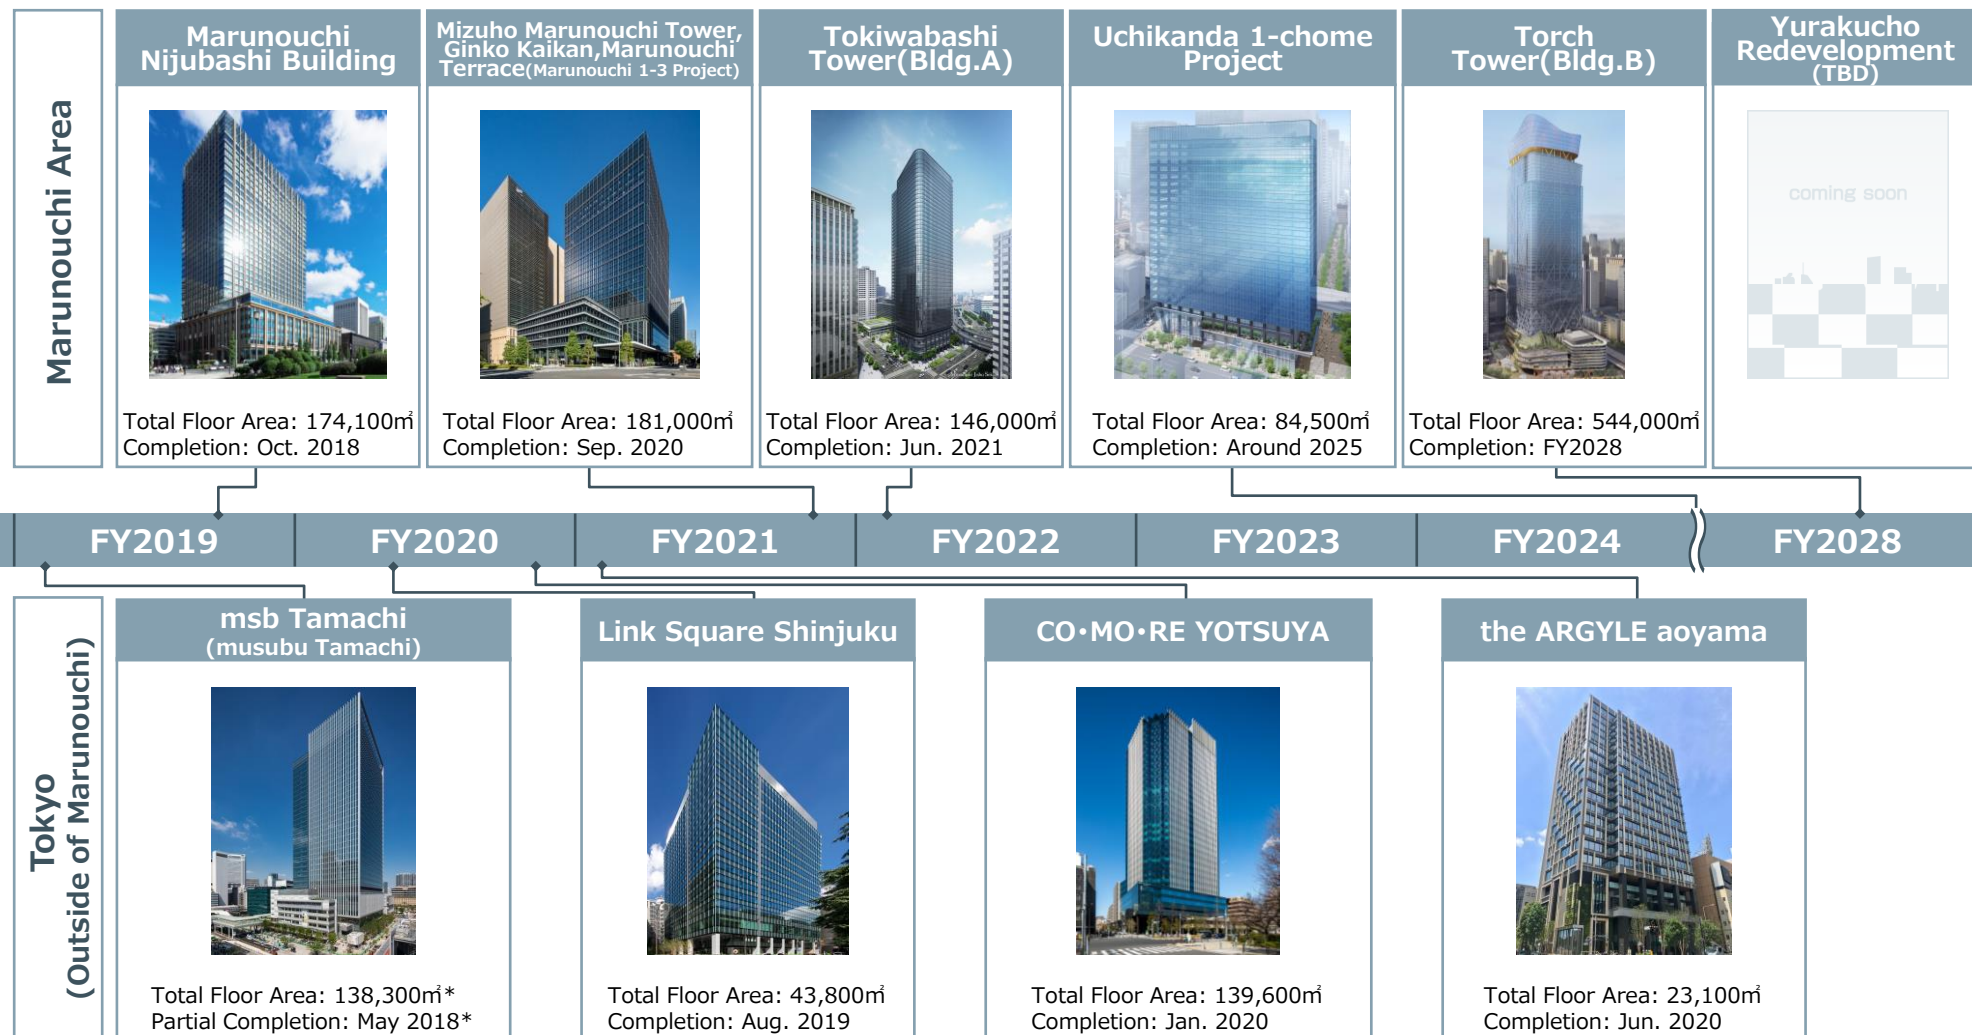 Marunouchi Area
Marunouchi
Nijubashi Building
Total Floor Area: 174,100㎡
Completion: Oct. 2018
Mizuho Marunouchi Tower,
Ginko Kaikan,Marunouchi
Terrace(Marunouchi 1-3 Project)
Total Floor Area: 181,000㎡
Completion: Sep. 2020
Tokiwabashi
Tower(Bldg.A)
Total Floor Area: 146,000㎡
Completion: Jun. 2021
Uchikanda 1-chome
Project
Total Floor Area: 84,500㎡
Completion: Around 2025
Torch
Tower(Bldg.B)
Total Floor Area: 544,000㎡
Completion: FY2028
Yurakucho
Redevelopment
(TBD)
coming soon
FY2019
FY2020
FY2021
FY2022
FY2023
FY2024
FY2028
Tokyo
(Outside of Marunouchi)
msb Tamachi
(musubu Tamachi)
Total Floor Area: 138,300㎡*
Partial Completion: May 2018*
Link Square Shinjuku
Total Floor Area: 43,800㎡
Completion: Aug. 2019
CO・MO・RE YOTSUYA
Total Floor Area: 139,600㎡
Completion: Jan. 2020
the ARGYLE aoyama
Total Floor Area: 23,100㎡
Completion: Jun. 2020